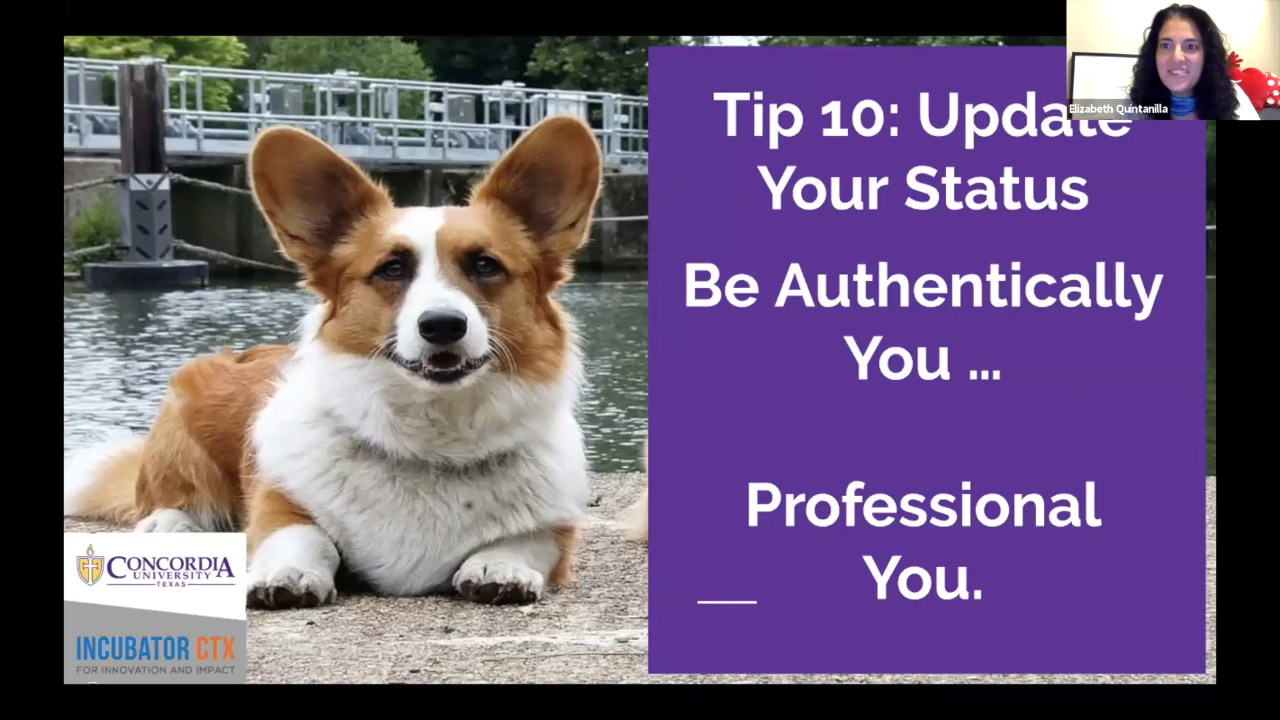 Tip 10: Update
Your Status
Be Authentically
You ...
Professional
You.
Elizabeth Quintanilla
CONCORDIA
UNIVERSITY
TEXAS
INCUBATOR CTX
FOR INNOVATION AND IMPACT